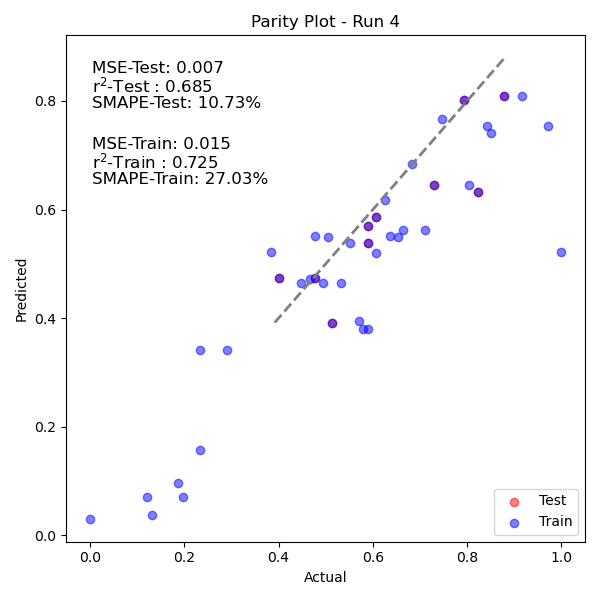 Parity Plot - Run 4
MSE-Test: 0.007
r²-Test : 0.685
SMAPE-Test: 10.73%
MSE-Train: 0.015
r²-Train : 0.725
SMAPE-Train: 27.03%
Predicted
0.8
0.6
0.4
0.2
0.0
0.0 0.2 0.4 0.6 0.8 1.0
Actual
Test
Train